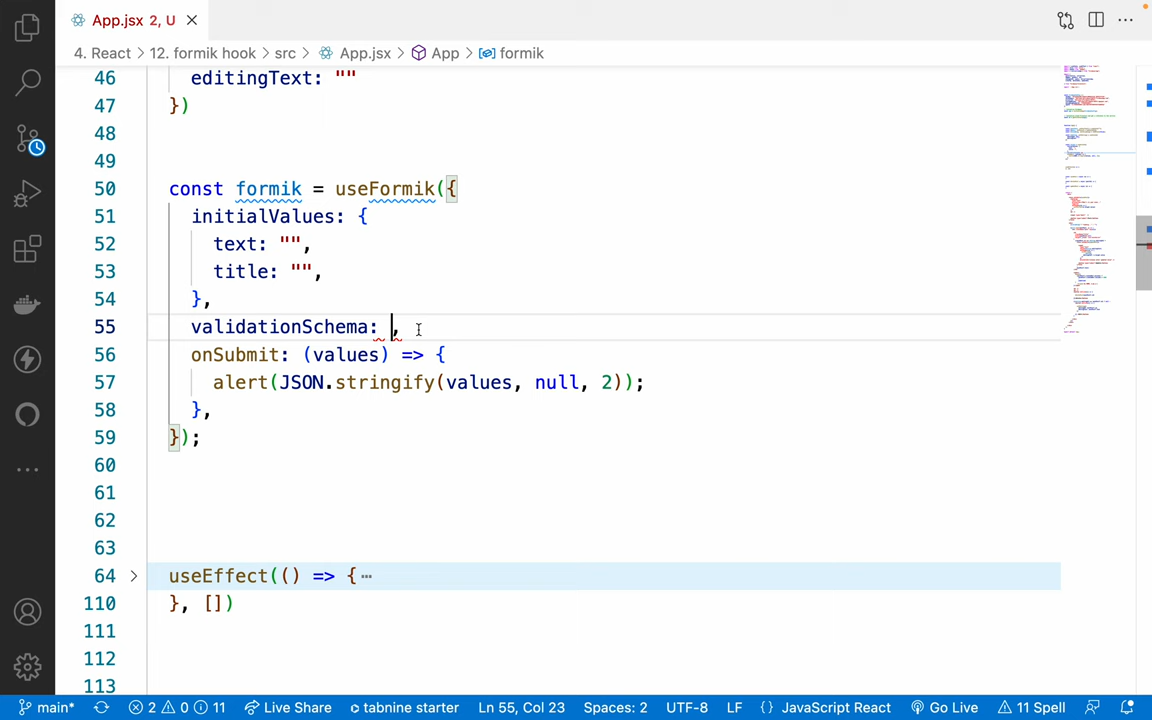 App.jsx 2, U
4. React > 12. formik hook > src > App.jsx > App > formik
46 editingText: ""
47 })
48
49
50 const formik = useFormik({
51 initialValues: {
52 text: "",
53 title: "",
54 },
55 validationSchema: ,
56 onSubmit: (values) => {
57 alert(JSON.stringify(values, null, 2));
58 },
59 });
60
61
62
63
64 useEffect(() => {
110 }, [])
111
112
113
main* 2 0 11 Live Share tabnine starter Ln 55, Col 23 Spaces: 2 UTF-8 LF JavaScript React Go Live 11 Spell